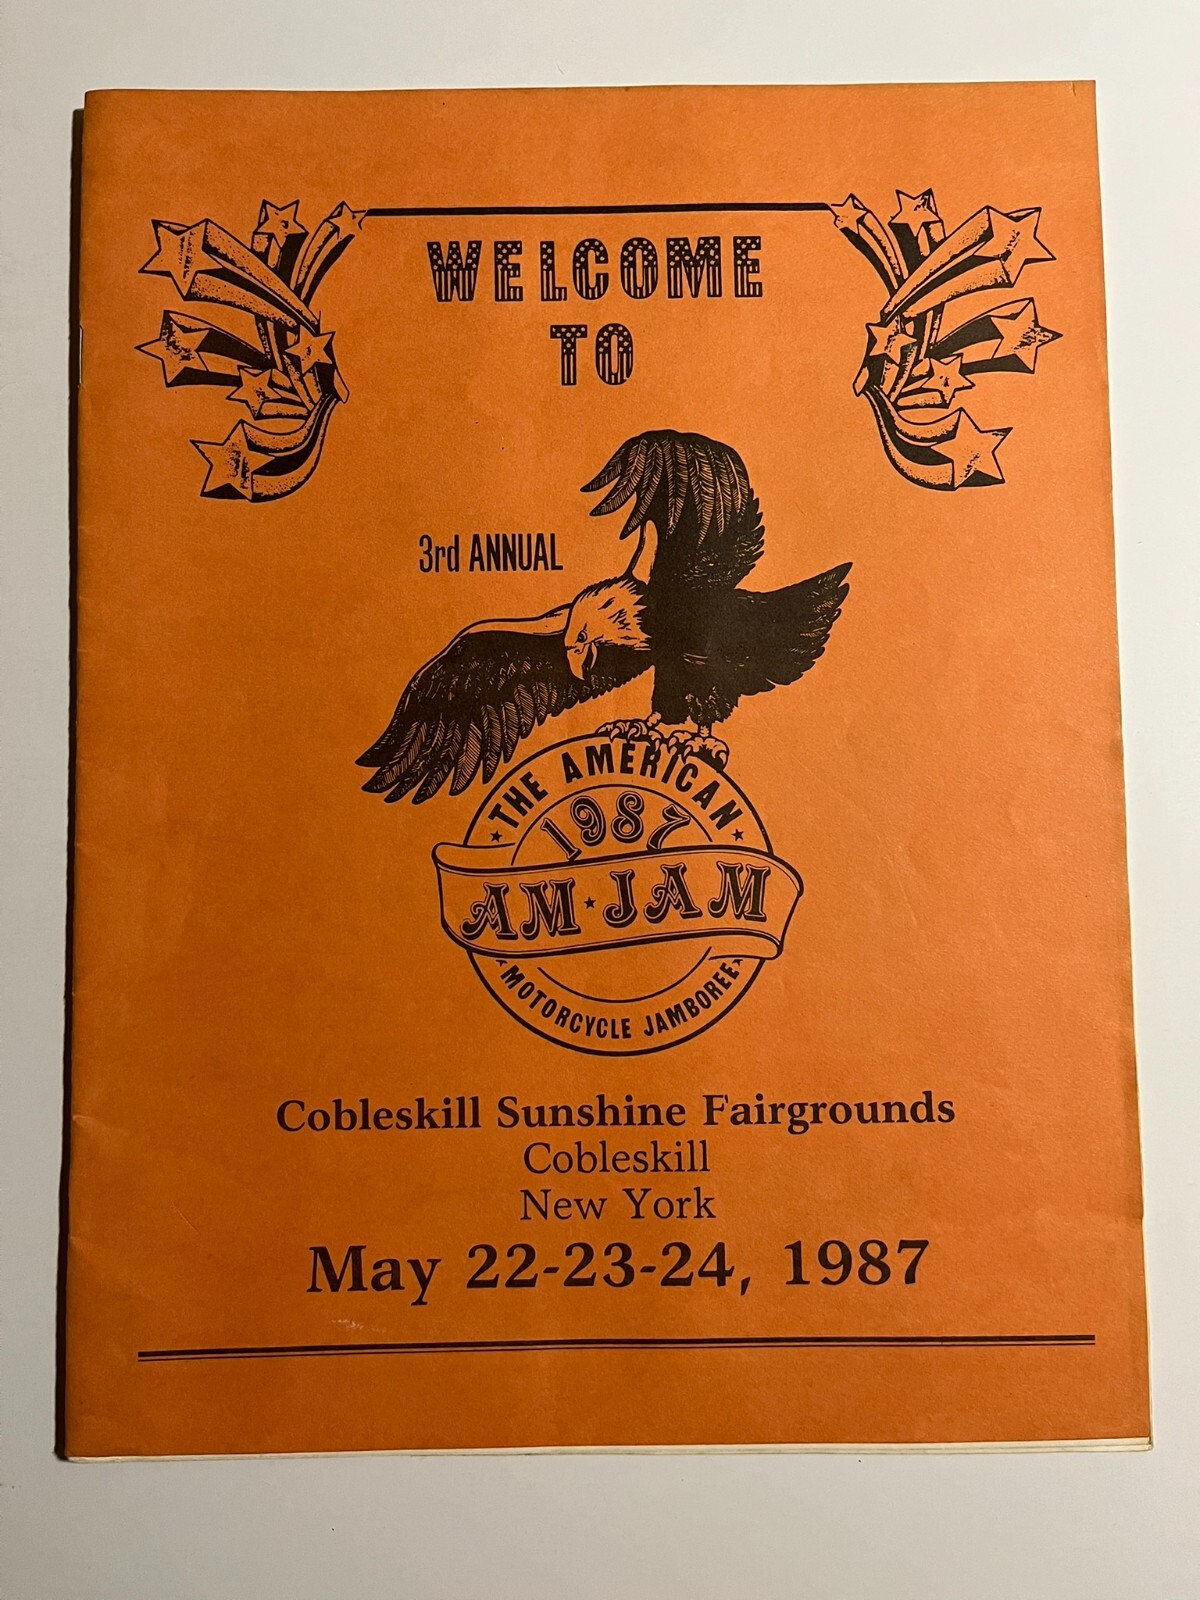 WELCOME
TO
3rd ANNUAL
THE AMERICAN
1987
AM★JAM
MOTORCYCLE JAMBOREE
Cobleskill Sunshine Fairgrounds
Cobleskill
New York
May 22-23-24, 1987